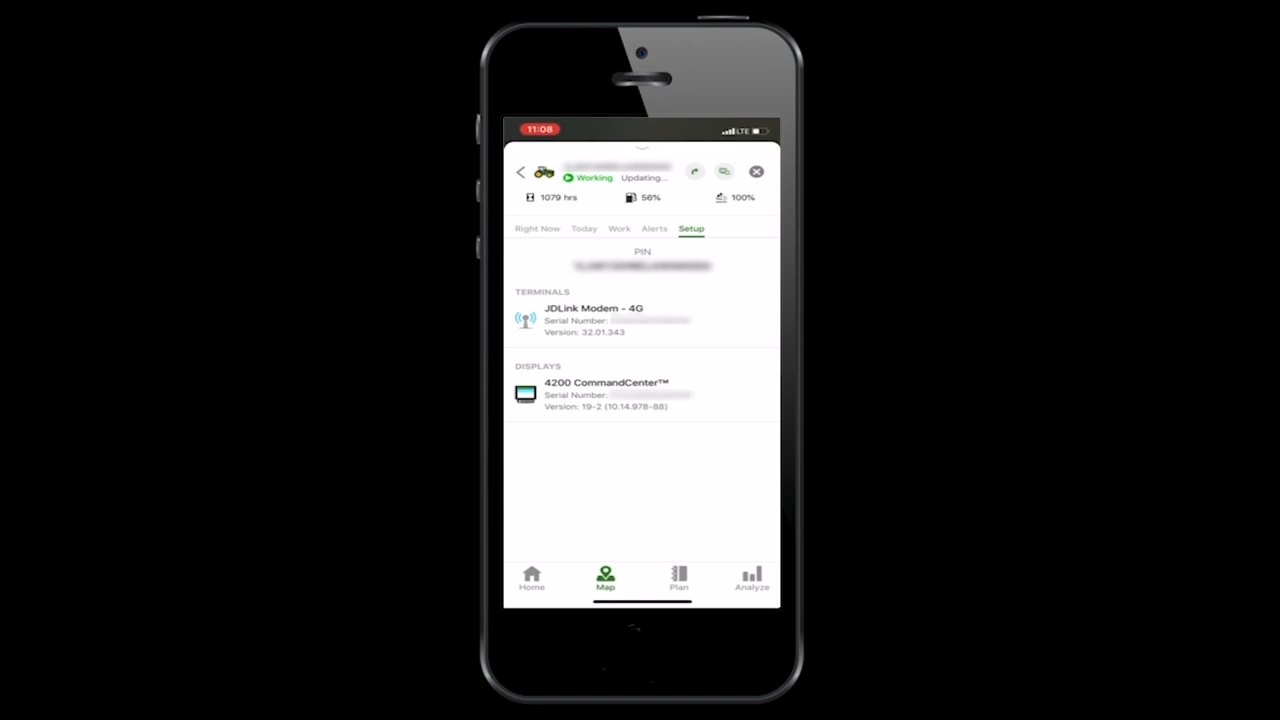 11:08
LTE
Working Updating...
1079 hrs 56% 100%
Right Now Today Work Alerts Setup
PIN
TERMINALS
JDLink Modem - 4G
Serial Number:
Version: 32.01.343
DISPLAYS
4200 CommandCenter™
Serial Number:
Version: 19-2 (10.14.978-88)
Home Map Plan Analyze